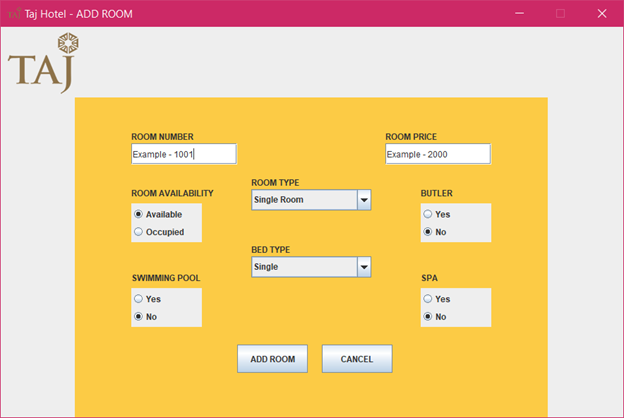 Taj Hotel - ADD ROOM
TAJ
ROOM NUMBER
Example - 1001
ROOM PRICE
Example - 2000
ROOM AVAILABILITY
Available
Occupied
ROOM TYPE
Single Room
BUTLER
Yes
No
BED TYPE
Single
SWIMMING POOL
Yes
No
SPA
Yes
No
ADD ROOM
CANCEL